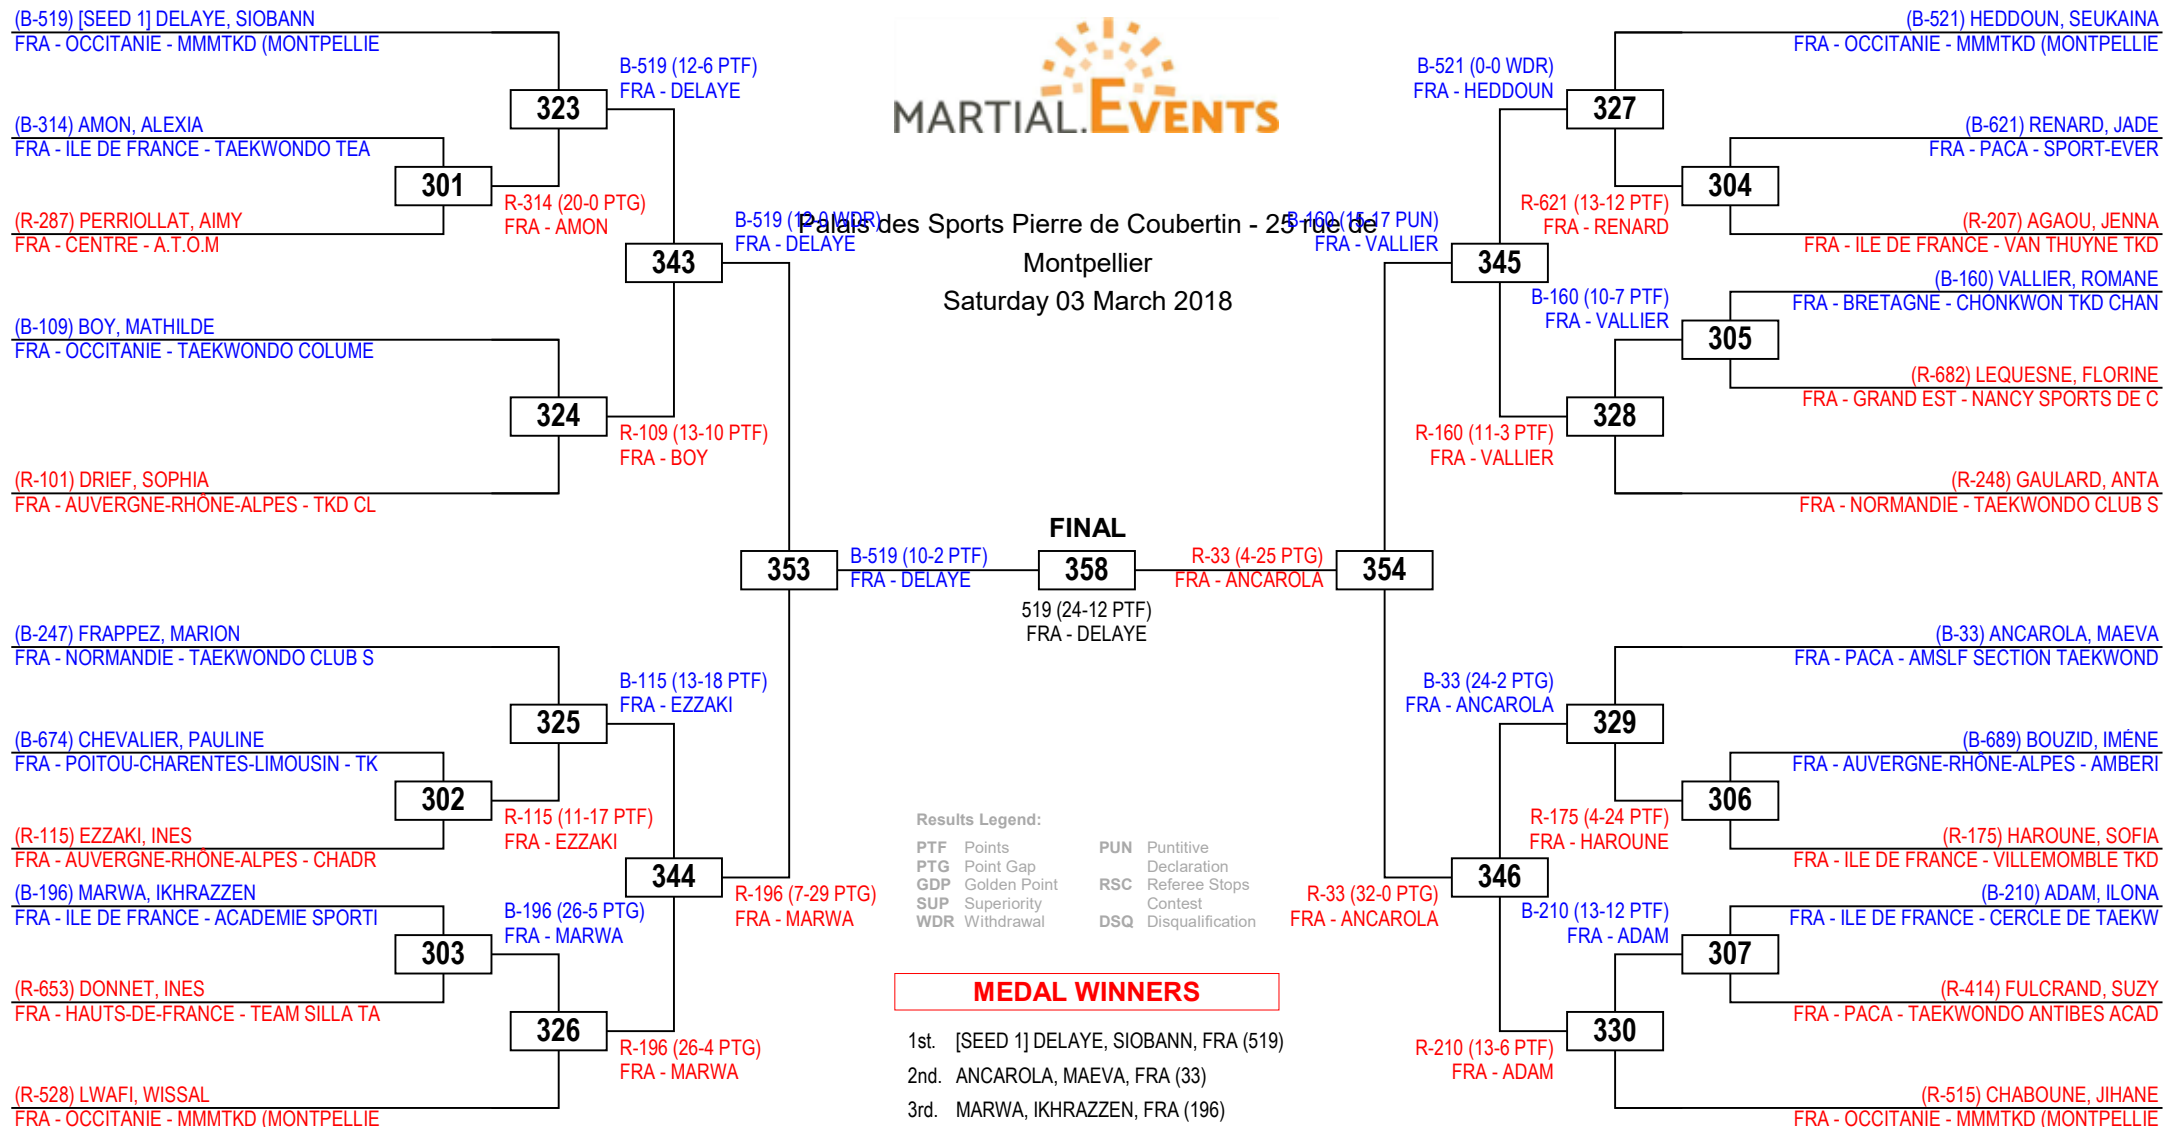 (B-519) [SEED 1] DELAYE, SIOBANN
FRA - OCCITANIE - MMMTKD (MONTPELLIE
(B-314) AMON, ALEXIA
FRA - ILE DE FRANCE - TAEKWONDO TEA
(R-287) PERRIOLLAT, AIMY
FRA - CENTRE - A.T.O.M
(B-109) BOY, MATHILDE
FRA - OCCITANIE - TAEKWONDO COLUME
(R-101) DRIEF, SOPHIA
FRA - AUVERGNE-RHÔNE-ALPES - TKD CL
(B-247) FRAPPEZ, MARION
FRA - NORMANDIE - TAEKWONDO CLUB S
(B-674) CHEVALIER, PAULINE
FRA - POITOU-CHARENTES-LIMOUSIN - TK
(R-115) EZZAKI, INES
FRA - AUVERGNE-RHÔNE-ALPES - CHADR
(B-196) MARWA, IKHRAZZEN
FRA - ILE DE FRANCE - ACADEMIE SPORTI
(R-653) DONNET, INES
FRA - HAUTS-DE-FRANCE - TEAM SILLA TA
(R-528) LWAFI, WISSAL
FRA - OCCITANIE - MMMTKD (MONTPELLIE
301
R-314 (20-0 PTG)
FRA - AMON
302
R-115 (11-17 PTF)
FRA - EZZAKI
303
B-196 (26-5 PTG)
FRA - MARWA
323
B-519 (12-6 PTF)
FRA - DELAYE
324
R-109 (13-10 PTF)
FRA - BOY
325
B-115 (13-18 PTF)
FRA - EZZAKI
326
R-196 (26-4 PTG)
FRA - MARWA
343
B-519 (12-0 WDR)
FRA - DELAYE
344
R-196 (7-29 PTG)
FRA - MARWA
353
B-519 (10-2 PTF)
FRA - DELAYE
MARTIAL.EVENTS
Palais des Sports Pierre de Coubertin - 25 rue de
Montpellier
Saturday 03 March 2018
FINAL
358
519 (24-12 PTF)
FRA - DELAYE
Results Legend:
PTF Points
PTG Point Gap
GDP Golden Point
SUP Superiority
WDR Withdrawal
PUN Puntitive
Declaration
RSC Referee Stops
Contest
DSQ Disqualification
MEDAL WINNERS
1st. [SEED 1] DELAYE, SIOBANN, FRA (519)
2nd. ANCAROLA, MAEVA, FRA (33)
3rd. MARWA, IKHRAZZEN, FRA (196)
R-33 (4-25 PTG)
FRA - ANCAROLA
354
B-160 (15-17 PUN)
FRA - VALLIER
345
R-33 (32-0 PTG)
FRA - ANCAROLA
346
B-521 (0-0 WDR)
FRA - HEDDOUN
327
R-160 (11-3 PTF)
FRA - VALLIER
328
B-33 (24-2 PTG)
FRA - ANCAROLA
329
R-210 (13-6 PTF)
FRA - ADAM
330
R-621 (13-12 PTF)
FRA - RENARD
304
B-160 (10-7 PTF)
FRA - VALLIER
305
R-175 (4-24 PTF)
FRA - HAROUNE
306
B-210 (13-12 PTF)
FRA - ADAM
307
(B-521) HEDDOUN, SEUKAINA
FRA - OCCITANIE - MMMTKD (MONTPELLIE
(B-621) RENARD, JADE
FRA - PACA - SPORT-EVER
(R-207) AGAOU, JENNA
FRA - ILE DE FRANCE - VAN THUYNE TKD
(B-160) VALLIER, ROMANE
FRA - BRETAGNE - CHONKWON TKD CHAN
(R-682) LEQUESNE, FLORINE
FRA - GRAND EST - NANCY SPORTS DE C
(R-248) GAULARD, ANTA
FRA - NORMANDIE - TAEKWONDO CLUB S
(B-33) ANCAROLA, MAEVA
FRA - PACA - AMSLF SECTION TAEKWOND
(B-689) BOUZID, IMÈNE
FRA - AUVERGNE-RHÔNE-ALPES - AMBERI
(R-175) HAROUNE, SOFIA
FRA - ILE DE FRANCE - VILLEMOMBLE TKD
(B-210) ADAM, ILONA
FRA - ILE DE FRANCE - CERCLE DE TAEKW
(R-414) FULCRAND, SUZY
FRA - PACA - TAEKWONDO ANTIBES ACAD
(R-515) CHABOUNE, JIHANE
FRA - OCCITANIE - MMMTKD (MONTPELLIE